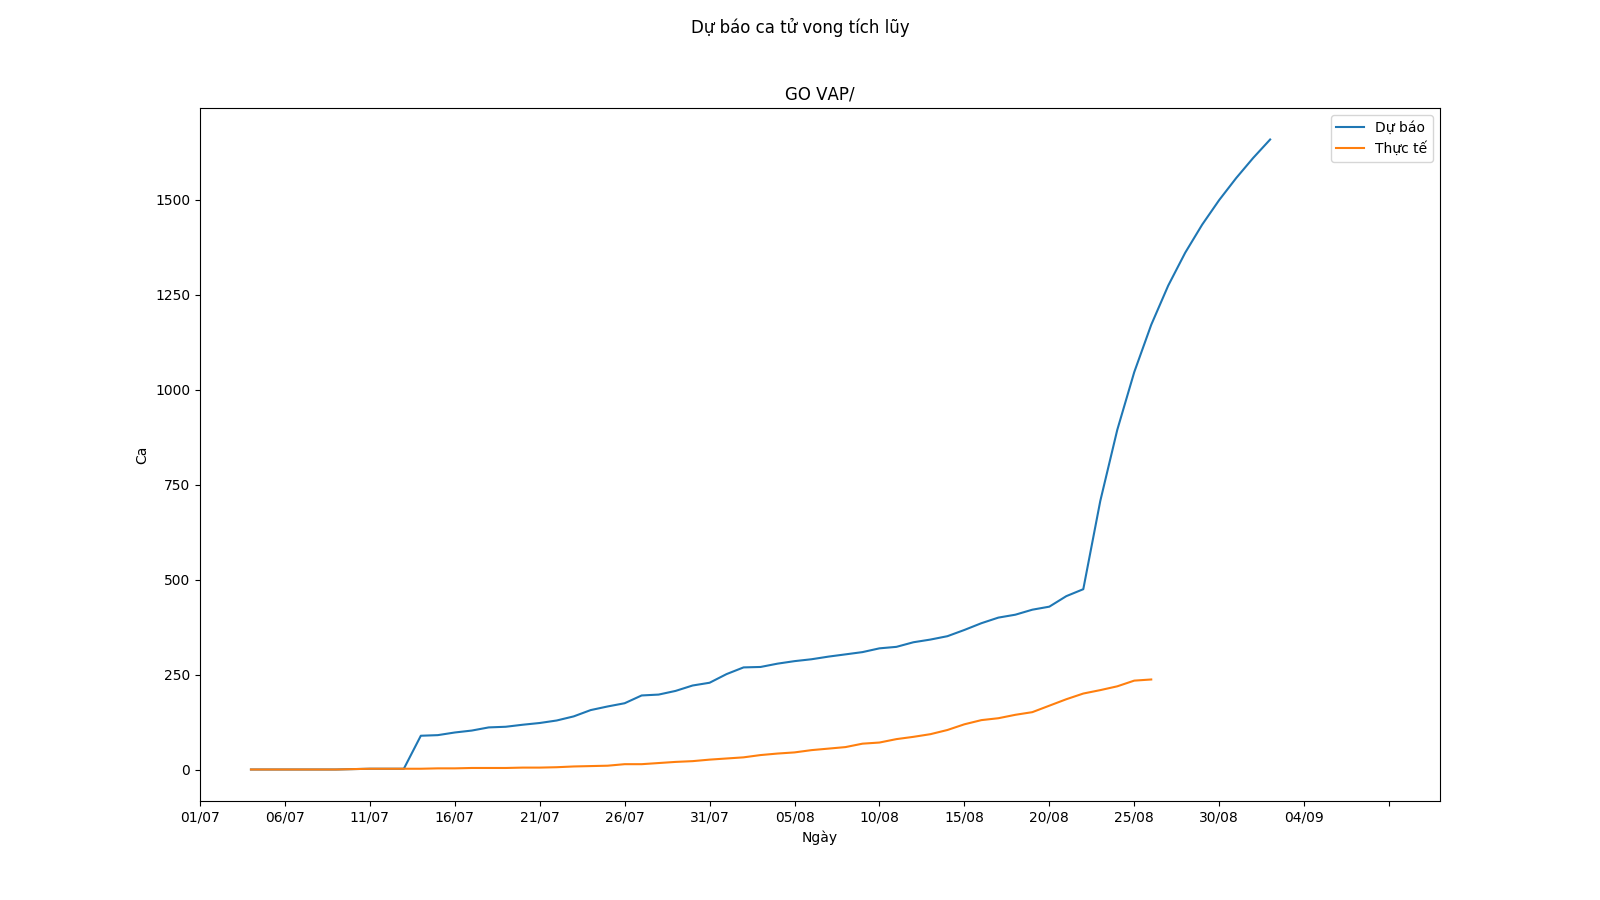 Dự báo ca tử vong tích lũy
GO VAP/
Dự báo
Thực tế
Ca
1500
1250
1000
750
500
250
0
01/07 06/07 11/07 16/07 21/07 26/07 31/07 05/08 10/08 15/08 20/08 25/08 30/08 04/09
Ngày